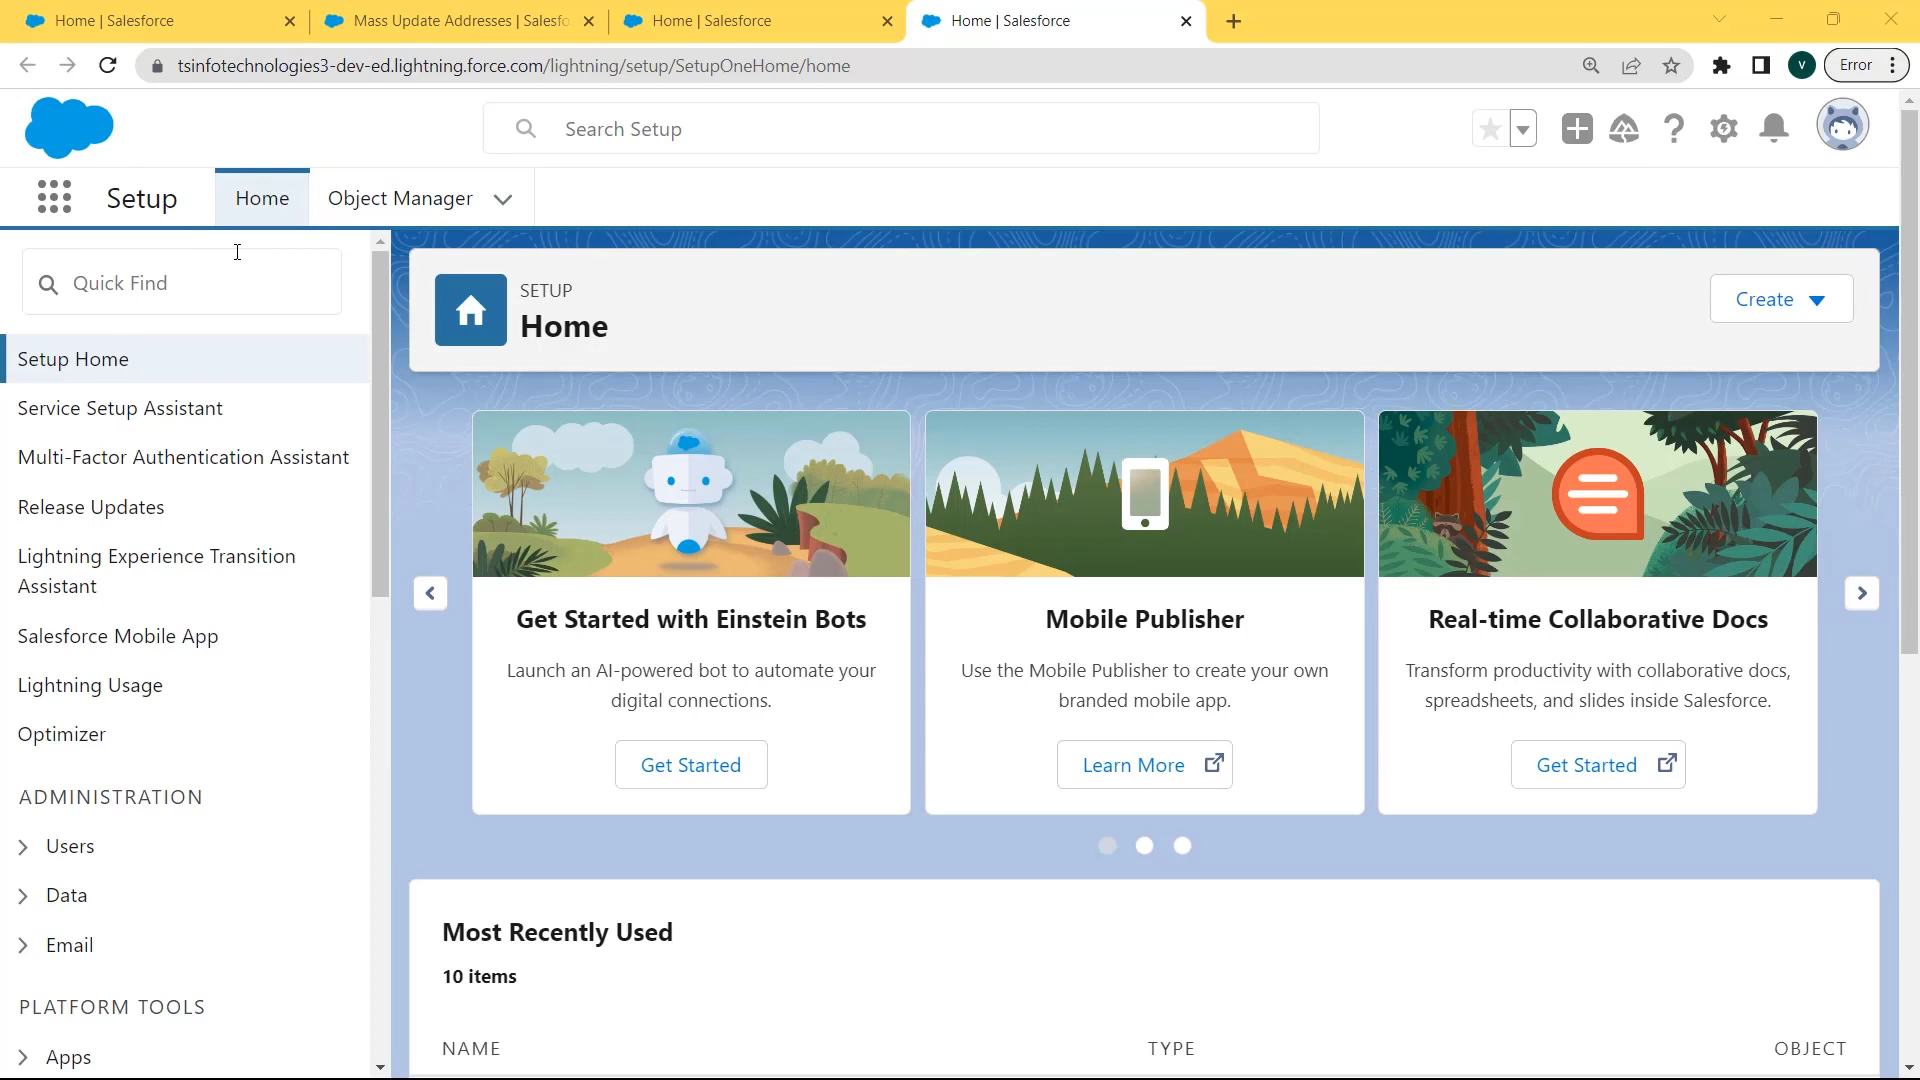 Home | Salesforce
Mass Update Addresses | Salesfo
Home | Salesforce
Home | Salesforce
tsinfotechnologies3-dev-ed.lightning.force.com/lightning/setup/SetupOneHome/home
V
Error
Search Setup
Setup
Home
Object Manager
Quick Find
SETUP
Home
Create
Setup Home
Service Setup Assistant
Multi-Factor Authentication Assistant
Release Updates
Lightning Experience Transition
Assistant
Salesforce Mobile App
Lightning Usage
Optimizer
ADMINISTRATION
Users
Data
Email
PLATFORM TOOLS
Apps
Get Started with Einstein Bots
Launch an AI-powered bot to automate your
digital connections.
Get Started
Mobile Publisher
Use the Mobile Publisher to create your own
branded mobile app.
Learn More
Real-time Collaborative Docs
Transform productivity with collaborative docs,
spreadsheets, and slides inside Salesforce.
Get Started
Most Recently Used
10 items
NAME
TYPE
OBJECT